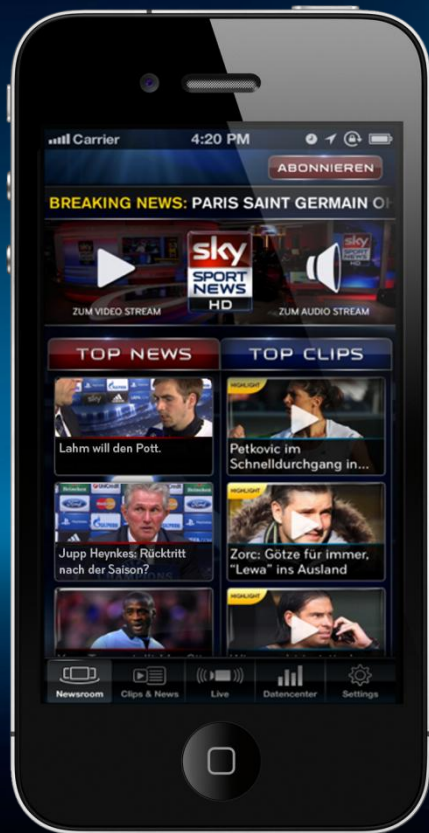 Carrier
4:20 PM
ABONNIEREN
BREAKING NEWS: PARIS SAINT GERMAIN
sky
SPORT
NEWS
HD
sky
ZUM VIDEO STREAM
ZUM AUDIO STREAM
TOP NEWS
TOP CLIPS
HIGHLIGHT
Lahm will den Pott.
Petkovic im
Schnelldurchgang in...
HIGHLIGHT
Jupp Heynkes: Rücktritt
nach der Saison?
Zorc: Götze für immer,
"Lewa" ins Ausland
HIGHLIGHT
Newsroom
Clips & News
Live
Datencenter
Settings